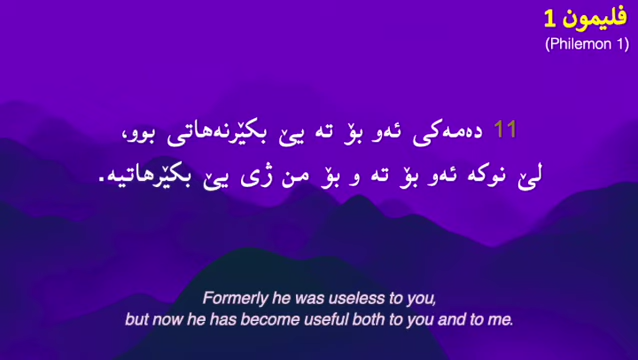 فلیمون 1
(Philemon 1)
11 دەمەکی ئەو بۆ تە یێ بکێرنەهاتی بوو،
لێ نوکە ئەو بۆ تە و بۆ من ژی یێ بکێرهاتیە.
Formerly he was useless to you,
but now he has become useful both to you and to me.